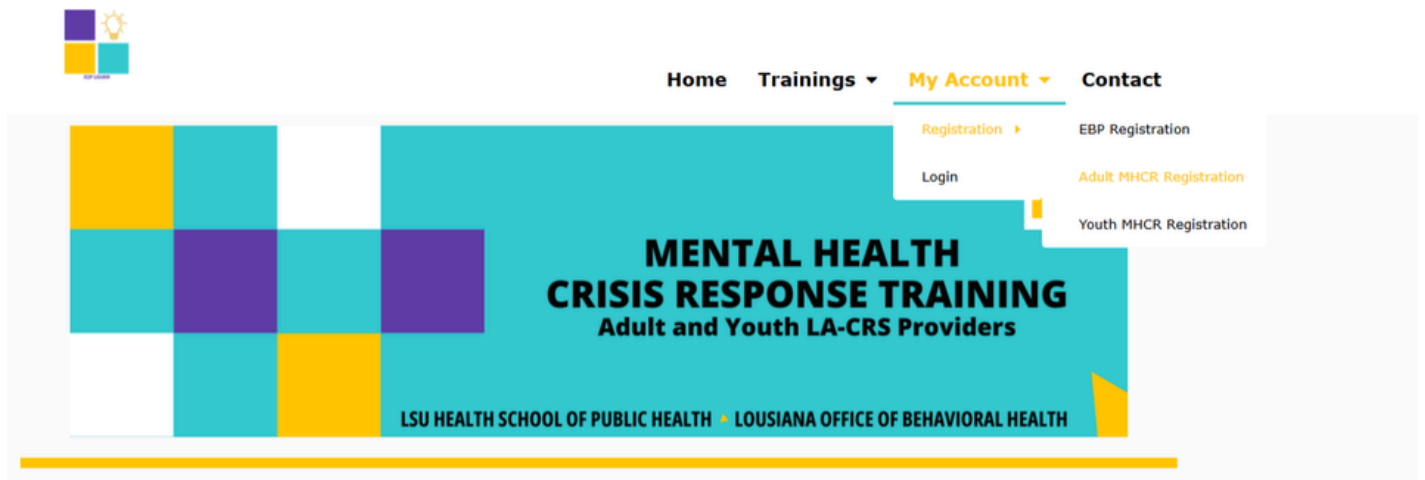 Home Trainings My Account Contact
Registration EBP Registration
Login Adult MHCR Registration
Youth MHCR Registration
MENTAL HEALTH
CRISIS RESPONSE TRAINING
Adult and Youth LA-CRS Providers
LSU HEALTH SCHOOL OF PUBLIC HEALTH LOUSIANA OFFICE OF BEHAVIORAL HEALTH